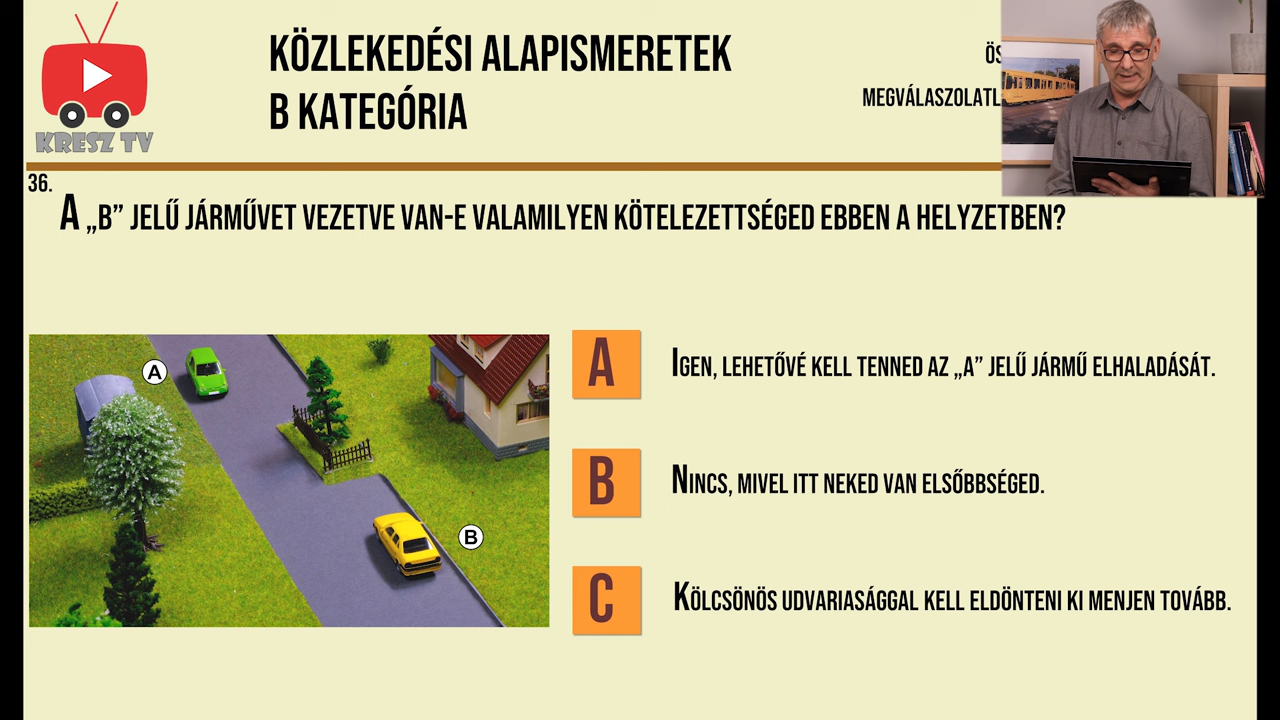 KRESZ TV
KÖZLEKEDÉSI ALAPISMERETEK
B KATEGÓRIA
36.
A „B” JELŰ JÁRMŰVET VEZETVE VAN-E VALAMILYEN KÖTELEZETTSÉGED EBBEN A HELYZETBEN?
A
B
A
IGEN, LEHETŐVÉ KELL TENNED AZ „A” JELŰ JÁRMŰ ELHALADÁSÁT.
B
NINCS, MIVEL ITT NEKED VAN ELSŐBBSÉGED.
C
KÖLCSÖNÖS UDVARIASÁGGAL KELL ELDÖNTENI KI MENJEN TOVÁBB.